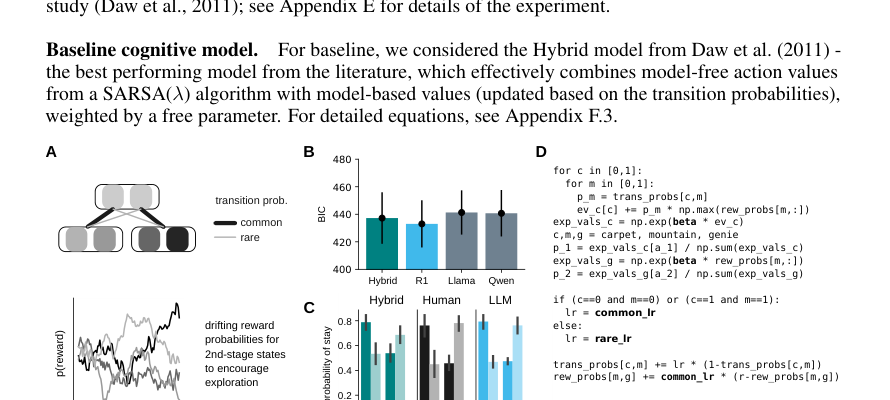 study (Daw et al., 2011); see Appendix E for details of the experiment.
Baseline cognitive model. For baseline, we considered the Hybrid model from Daw et al. (2011) -
the best performing model from the literature, which effectively combines model-free action values
from a SARSA(λ) algorithm with model-based values (updated based on the transition probabilities),
weighted by a free parameter. For detailed equations, see Appendix F.3.
A
transition prob.
common
rare
p(reward)
drifting reward
probabilities for
2nd-stage states
to encourage
exploration
B
480
460
440
420
400
BIC
Hybrid R1 Llama Qwen
C
Hybrid Human LLM
0.8
0.6
0.4
0.2
probability of stay
D
for c in [0,1]:
  for m in [0,1]:
    p_m = trans_probs[c,m]
    ev_c[c] += p_m * np.max(rew_probs[m,:])
exp_vals_c = np.exp(beta * ev_c)
c,m,g = carpet, mountain, genie
p_1 = exp_vals_c[a_1] / np.sum(exp_vals_c)
exp_vals_g = np.exp(beta * rew_probs[m,:])
p_2 = exp_vals_g[a_2] / np.sum(exp_vals_g)
if (c==0 and m==0) or (c==1 and m==1):
  lr = common_lr
else:
  lr = rare_lr
trans_probs[c,m] += lr * (1-trans_probs[c,m])
rew_probs[m,g] += common_lr * (r-rew_probs[m,g])